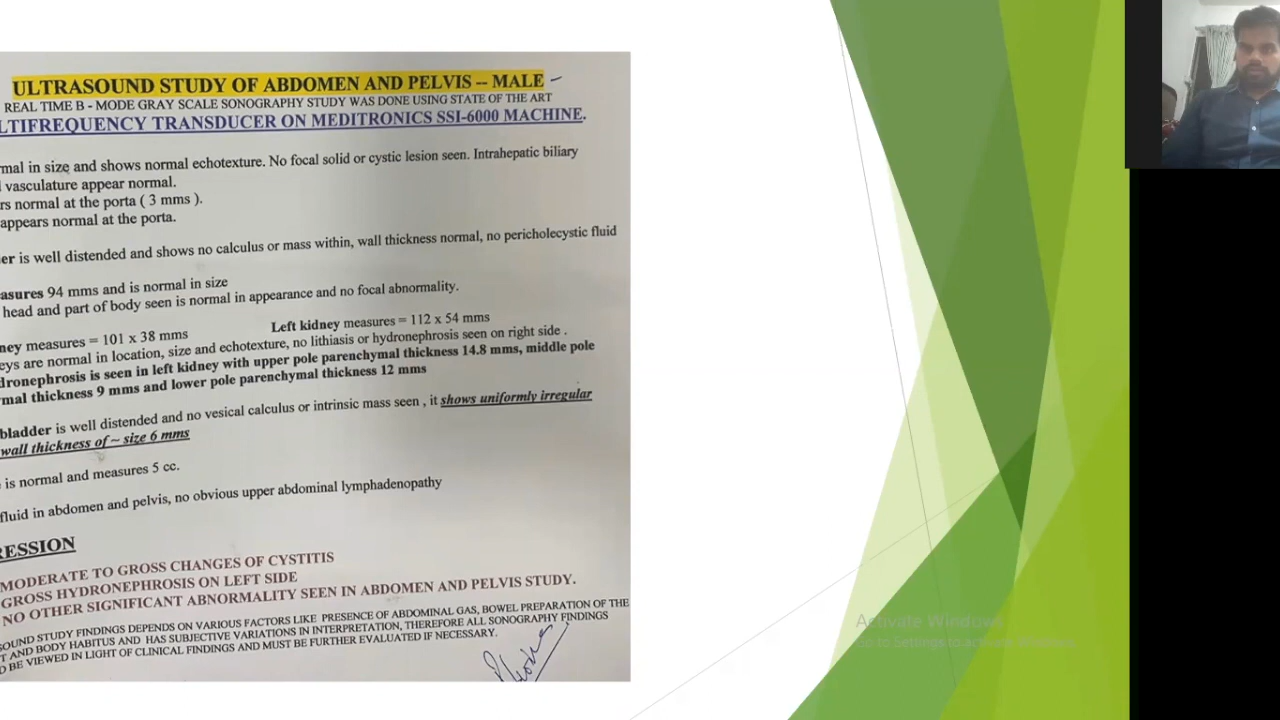 ULTRASOUND STUDY OF ABDOMEN AND PELVIS -- MALE
REAL TIME B - MODE GRAY SCALE SONOGRAPHY STUDY WAS DONE USING STATE OF THE ART
LTIFREQUENCY TRANSDUCER ON MEDITRONICS SSI-6000 MACHINE.
rmal in size and shows normal echotexture. No focal solid or cystic lesion seen. Intrahepatic biliary
vasculature appear normal.
rs normal at the porta ( 3 mms ).
appears normal at the porta.
er is well distended and shows no calculus or mass within, wall thickness normal, no pericholecystic fluid
asures 94 mms and is normal in size
head and part of body seen is normal in appearance and no focal abnormality.
ney measures = 101 x 38 mms Left kidney measures = 112 x 54 mms
eys are normal in location, size and echotexture, no lithiasis or hydronephrosis seen on right side .
dronephrosis is seen in left kidney with upper pole parenchymal thickness 14.8 mms, middle pole
mal thickness 9 mms and lower pole parenchymal thickness 12 mms
bladder is well distended and no vesical calculus or intrinsic mass seen , it shows uniformly irregular
wall thickness of ~ size 6 mms
is normal and measures 5 cc.
fluid in abdomen and pelvis, no obvious upper abdominal lymphadenopathy
RESSION
MODERATE TO GROSS CHANGES OF CYSTITIS
GROSS HYDRONEPHROSIS ON LEFT SIDE
NO OTHER SIGNIFICANT ABNORMALITY SEEN IN ABDOMEN AND PELVIS STUDY.
SOUND STUDY FINDINGS DEPENDS ON VARIOUS FACTORS LIKE PRESENCE OF ABDOMINAL GAS, BOWEL PREPARATION OF THE
T AND BODY HABITUS AND HAS SUBJECTIVE VARIATIONS IN INTERPRETATION, THEREFORE ALL SONOGRAPHY FINDINGS
D BE VIEWED IN LIGHT OF CLINICAL FINDINGS AND MUST BE FURTHER EVALUATED IF NECESSARY.
Activate Windows
Go to Settings to activate Windows.